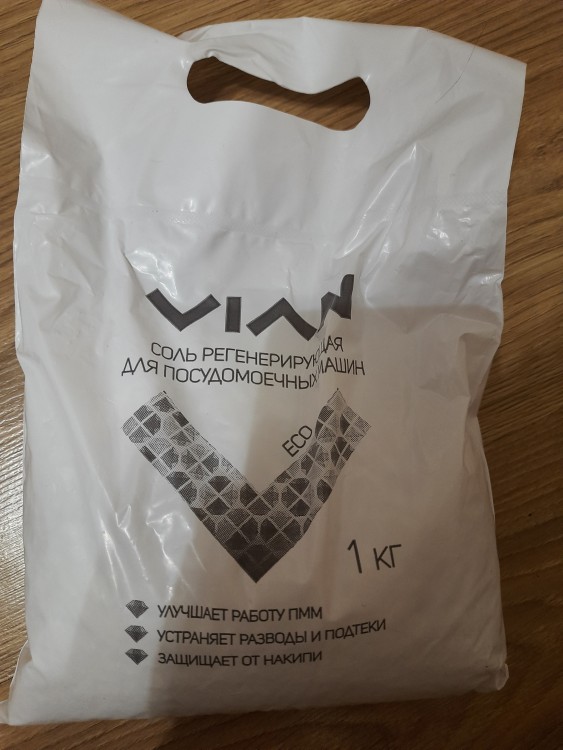 VIAN
СОЛЬ РЕГЕНЕРИРУЮЩАЯ
ДЛЯ ПОСУДОМОЕЧНЫХ МАШИН
ECO
1 КГ
УЛУЧШАЕТ РАБОТУ ПММ
УСТРАНЯЕТ РАЗВОДЫ И ПОДТЕКИ
ЗАЩИЩАЕТ ОТ НАКИПИ